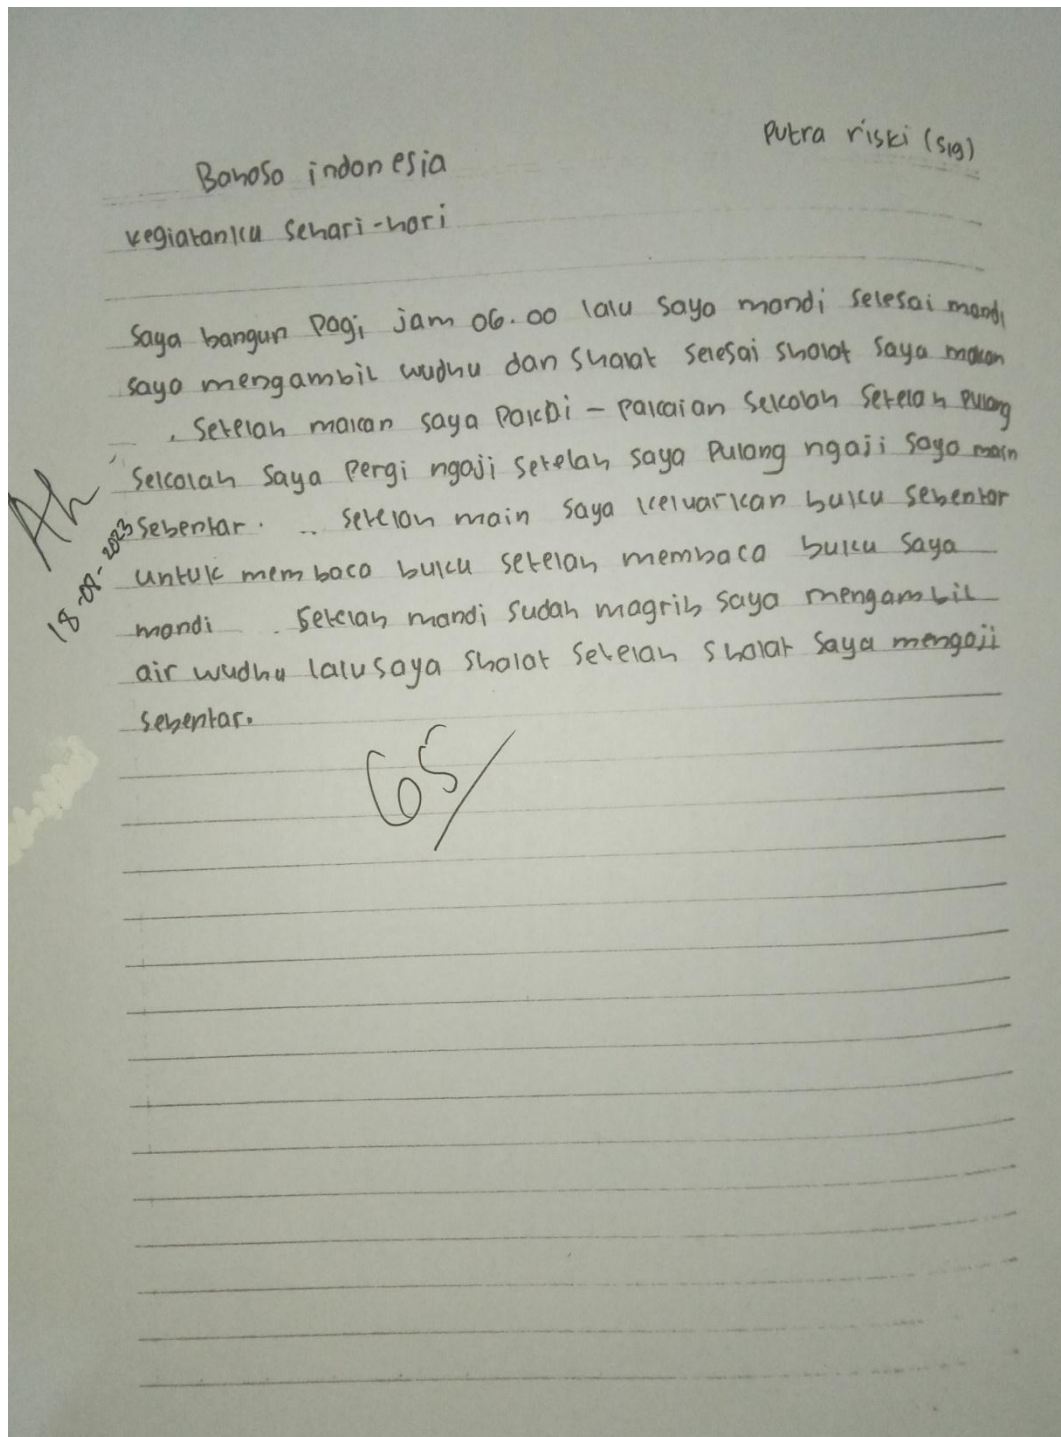 Putra riski (S19)
Bahasa indonesia
kegiatanku sehari-hari
Saya bangun Pagi jam 06.00 lalu saya mandi selesai mandi
saya mengambil wudhu dan shalat selesai sholat saya makan
. Setelah makan saya Pakai - Pakaian Sekolah Setelah Pulang
Sekolah Saya Pergi ngaji Setelah saya Pulang ngaji Saya main
Sebentar. .. Setelah main saya keluarkan buku sebentar
untuk membaca buku setelah membaca buku saya
mandi . Setelah mandi sudah magrib saya mengambil
air wudhu lalu saya Shalat Setelah shalat Saya mengaji
sebentar.
18-08-2023
65